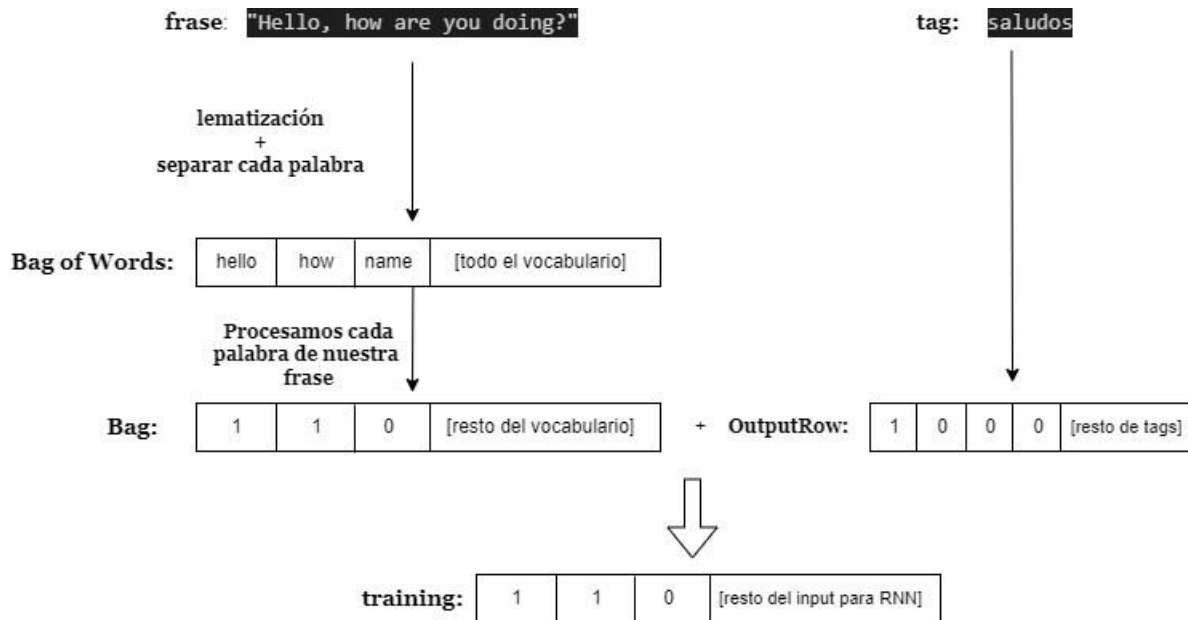 frase: "Hello, how are you doing?"
tag: saludos
lematización
+
separar cada palabra
Bag of Words: hello how name [todo el vocabulario]
Procesamos cada
palabra de nuestra
frase
Bag: 1 1 0 [resto del vocabulario] + OutputRow: 1 0 0 0 [resto de tags]
training: 1 1 0 [resto del input para RNN]